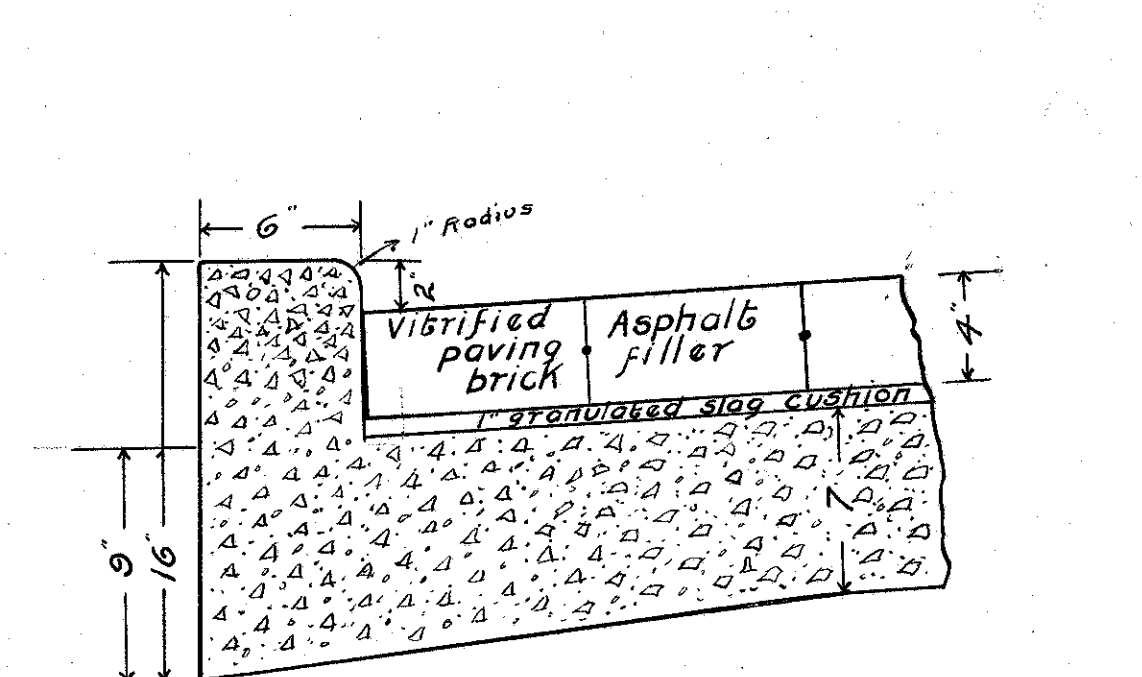 6"
1" Radius
2"
Vitrified
paving
brick
Asphalt
filler
4"
1" granulated slag cushion
7
9"
16"